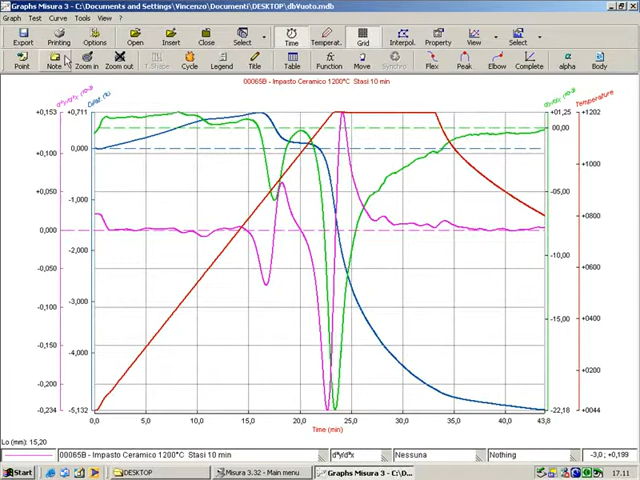 Graphs Misura 3 - C:\Documents and Settings\Vincenzo\Documenti\DESKTOP\dbVuoto.mdb
Graph Curve Tools ?
Export Printing Options Open Insert Close Select Time Temperat. Grid Interpol. Property View Select
Point Note Zoom in Zoom out T.Shape Cycle Legend Title Table Function Move Synchro Flex Peak Elbow Complete alpha Body
00065B - Impasto Ceramico 1200°C Stasi 10 min
Dilat. (%)
Temperature
+0,153 +0,711 +01,25 +1202
00,00
0,000
+0,100 +1000
+0,050 -1,000 -05,00
+0800
0,000
-2,000 -10,00
-0,050 +0600
-3,000
-0,100 -15,00 +0400
-0,150 -4,000
+0200
-0,200
-0,234 -5,132 -22,18 +0044
0,0 5,0 10,0 15,0 20,0 25,0 30,0 35,0 40,0 43,8
Time (min)
Lo (mm): 15,20
00065B - Impasto Ceramico 1200°C Stasi 10 min d²y/d²x Nessuna Nothing -3,0 ; +0,199
Start DESKTOP Misura 3.32 - Main menu Graphs Misura 3 - C:\D... 17.11